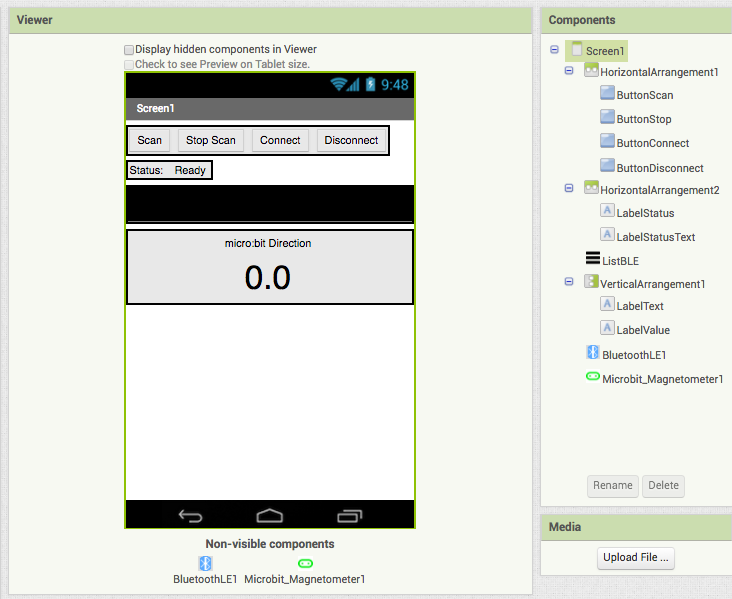 Viewer
Display hidden components in Viewer
Check to see Preview on Tablet size.
9:48
Screen1
Scan Stop Scan Connect Disconnect
Status: Ready
micro:bit Direction
0.0
Non-visible components
BluetoothLE1 Microbit_Magnetometer1
Components
Screen1
HorizontalArrangement1
ButtonScan
ButtonStop
ButtonConnect
ButtonDisconnect
HorizontalArrangement2
A LabelStatus
A LabelStatusText
ListBLE
VerticalArrangement1
A LabelText
A LabelValue
BluetoothLE1
Microbit_Magnetometer1
Rename Delete
Media
Upload File ...